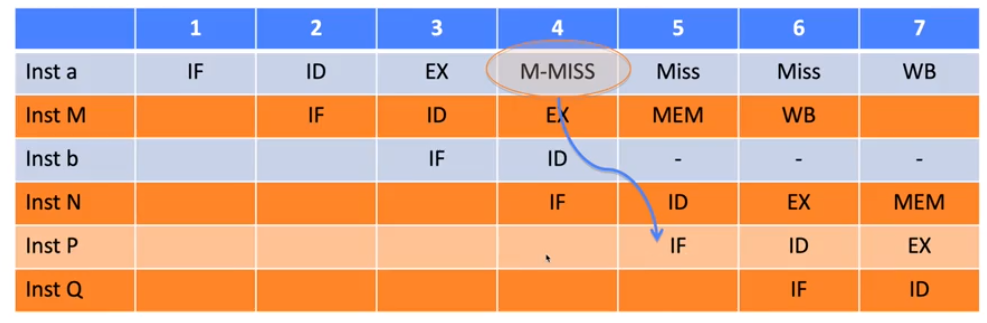 1 2 3 4 5 6 7
Inst a IF ID EX M-MISS Miss Miss WB
Inst M IF ID EX MEM WB
Inst b IF ID - - -
Inst N IF ID EX MEM
Inst P IF ID EX
Inst Q IF ID